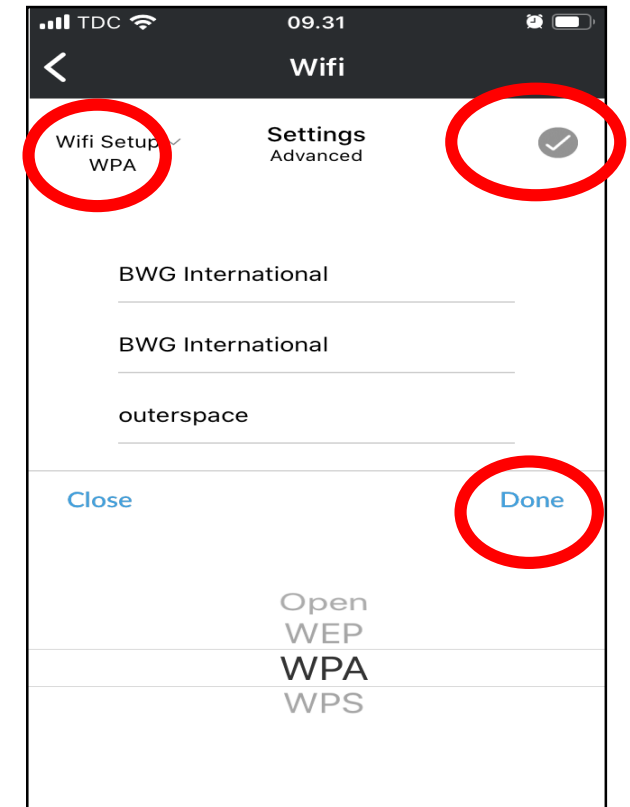 TDC 09.31
Wifi
Wifi Setup
WPA
Settings
Advanced
BWG International
BWG International
outerspace
Close Done
Open
WEP
WPA
WPS